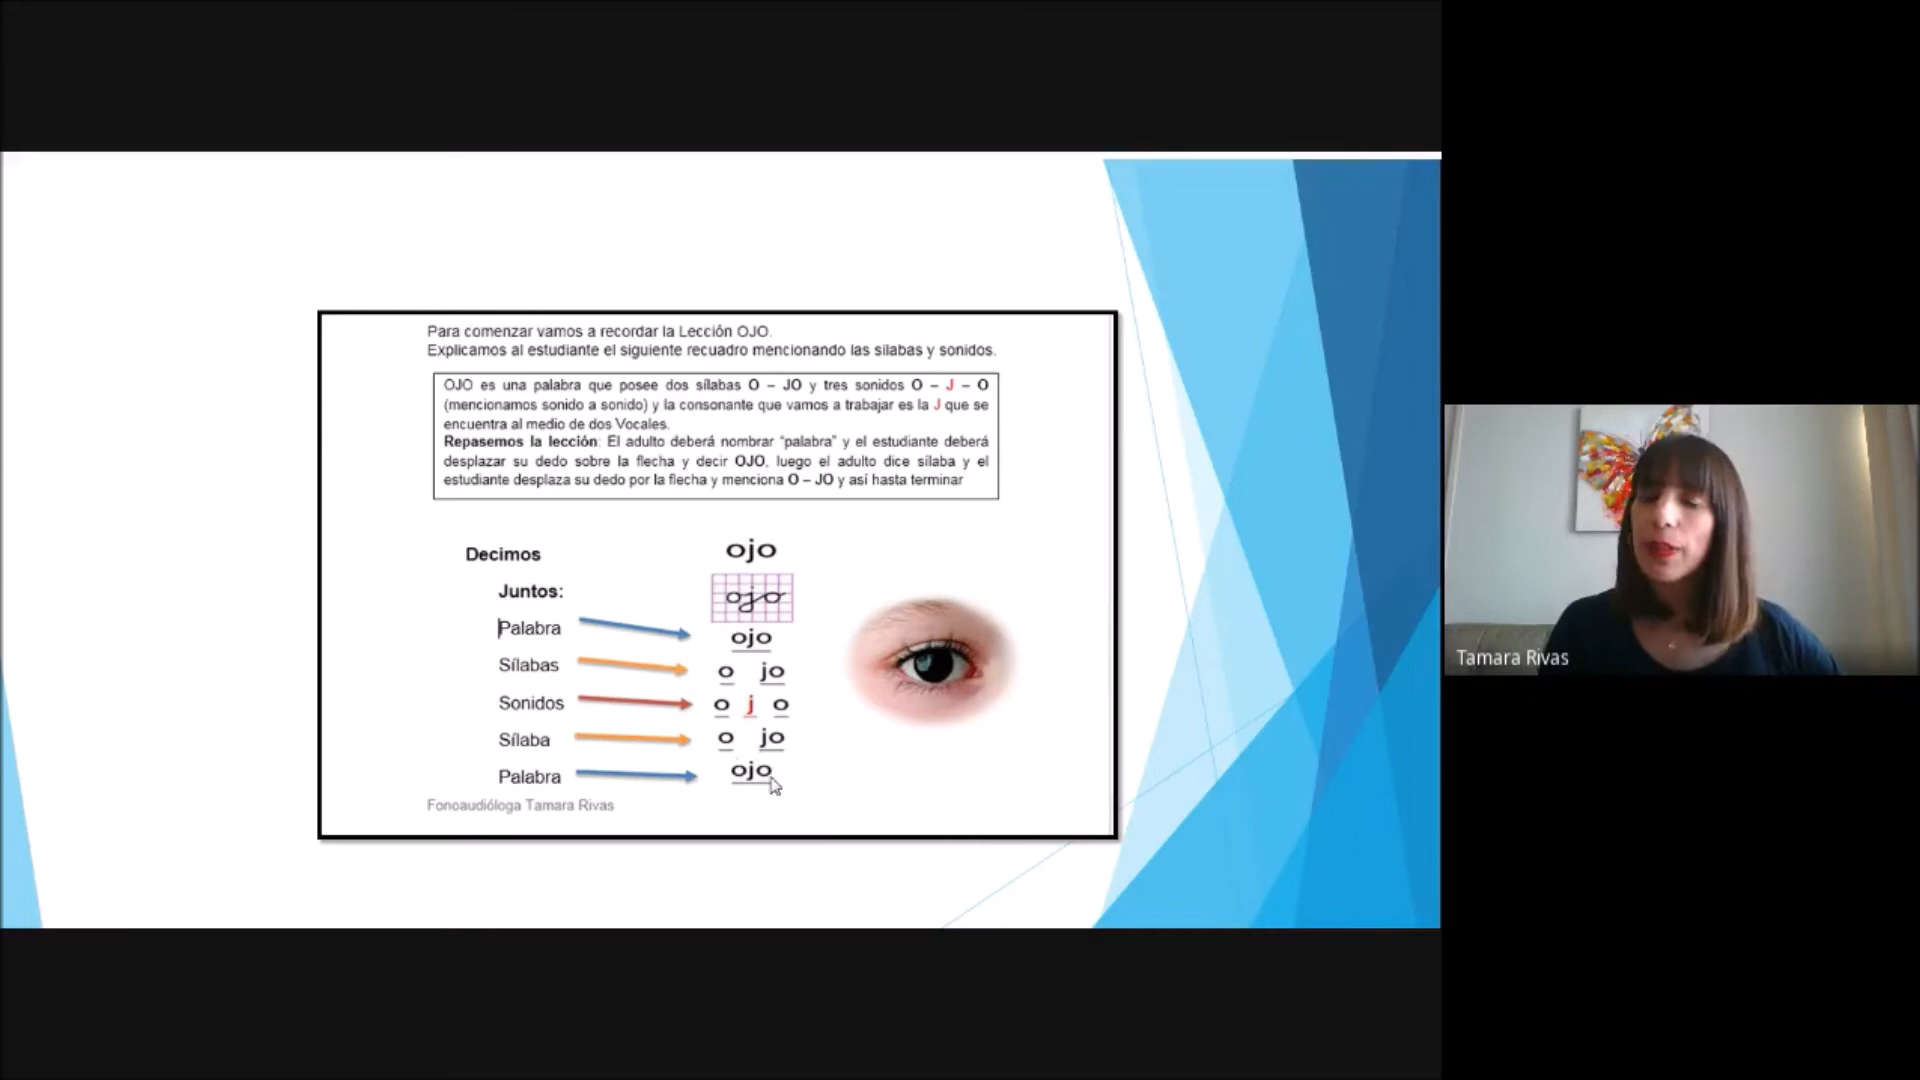 Para comenzar vamos a recordar la Lección OJO.
Explicamos al estudiante el siguiente recuadro mencionando las silabas y sonidos.
OJO es una palabra que posee dos sílabas O – JO y tres sonidos O – J – O
(mencionamos sonido a sonido) y la consonante que vamos a trabajar es la J que se
encuentra al medio de dos Vocales.
Repasemos la lección: El adulto deberá nombrar “palabra” y el estudiante deberá
desplazar su dedo sobre la flecha y decir OJO, luego el adulto dice sílaba y el
estudiante desplaza su dedo por la flecha y menciona O – JO y así hasta terminar
Decimos
Juntos:
ojo
ojo
Palabra ojo
Sílabas o jo
Sonidos o j o
Sílaba o jo
Palabra ojo
Fonoaudióloga Tamara Rivas
Tamara Rivas